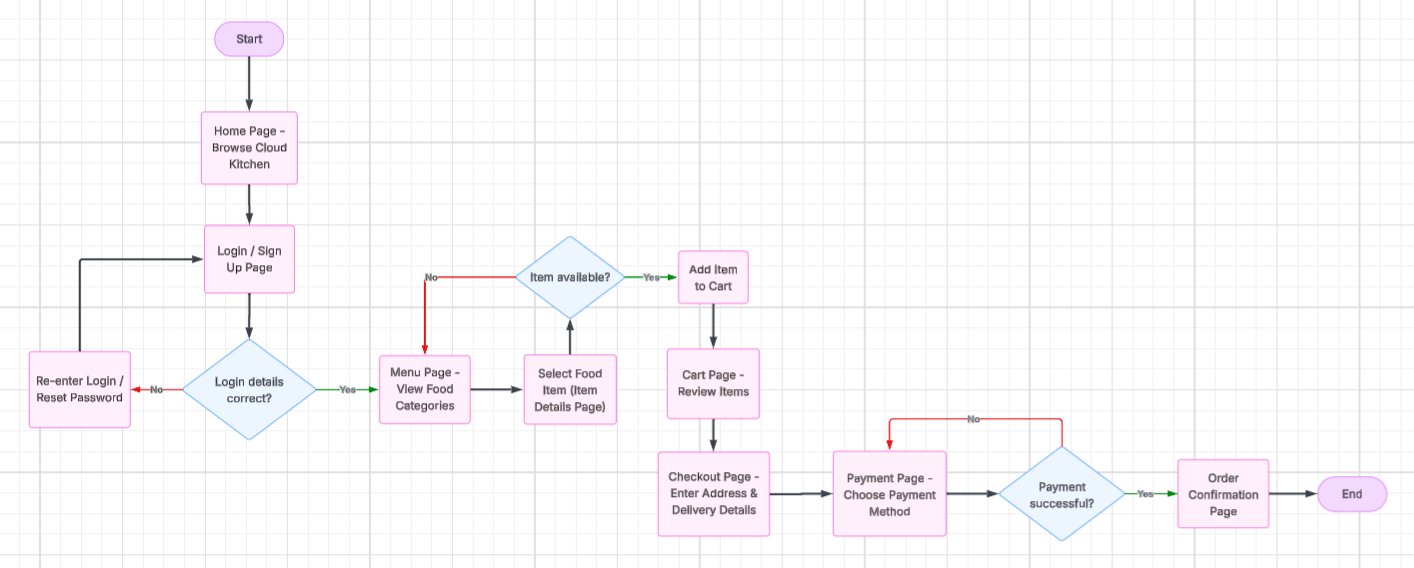 Start
Home Page -
Browse Cloud
Kitchen
Login / Sign
Up Page
Login details
correct?
No
Re-enter Login /
Reset Password
Yes
Menu Page -
View Food
Categories
Select Food
Item (Item
Details Page)
Item available?
No
Yes
Add Item
to Cart
Cart Page -
Review Items
Checkout Page -
Enter Address &
Delivery Details
Payment Page -
Choose Payment
Method
Payment
successful?
No
Yes
Order
Confirmation
Page
End